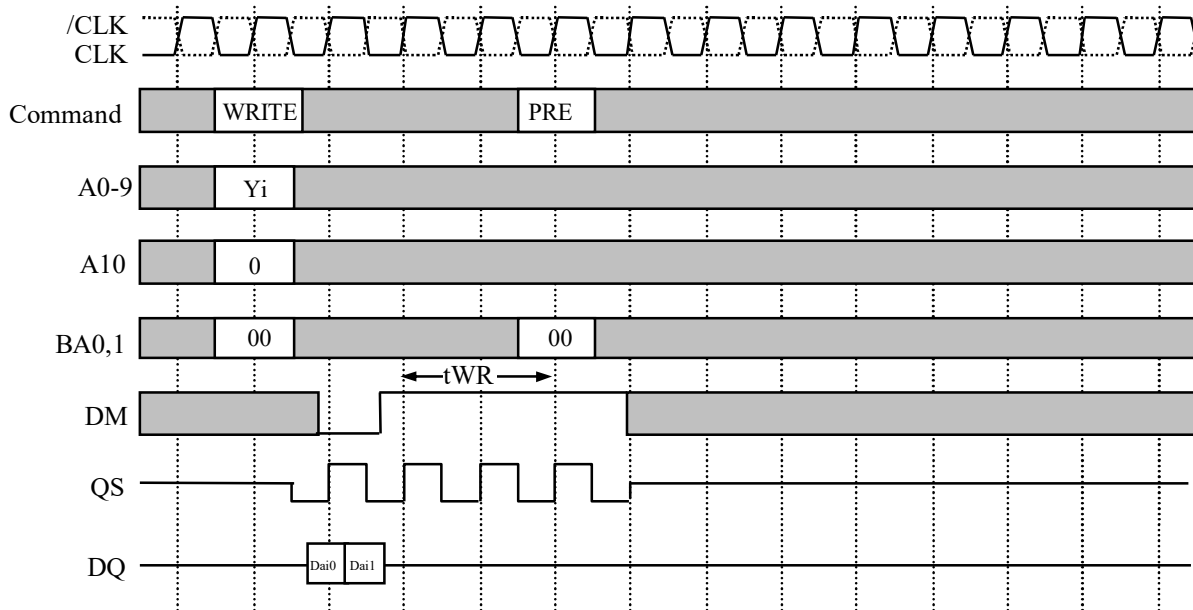 /CLK
CLK
Command WRITE PRE
A0-9 Yi
A10 0
BA0,1 00 00
tWR
DM
QS
DQ Dai0 Dai1